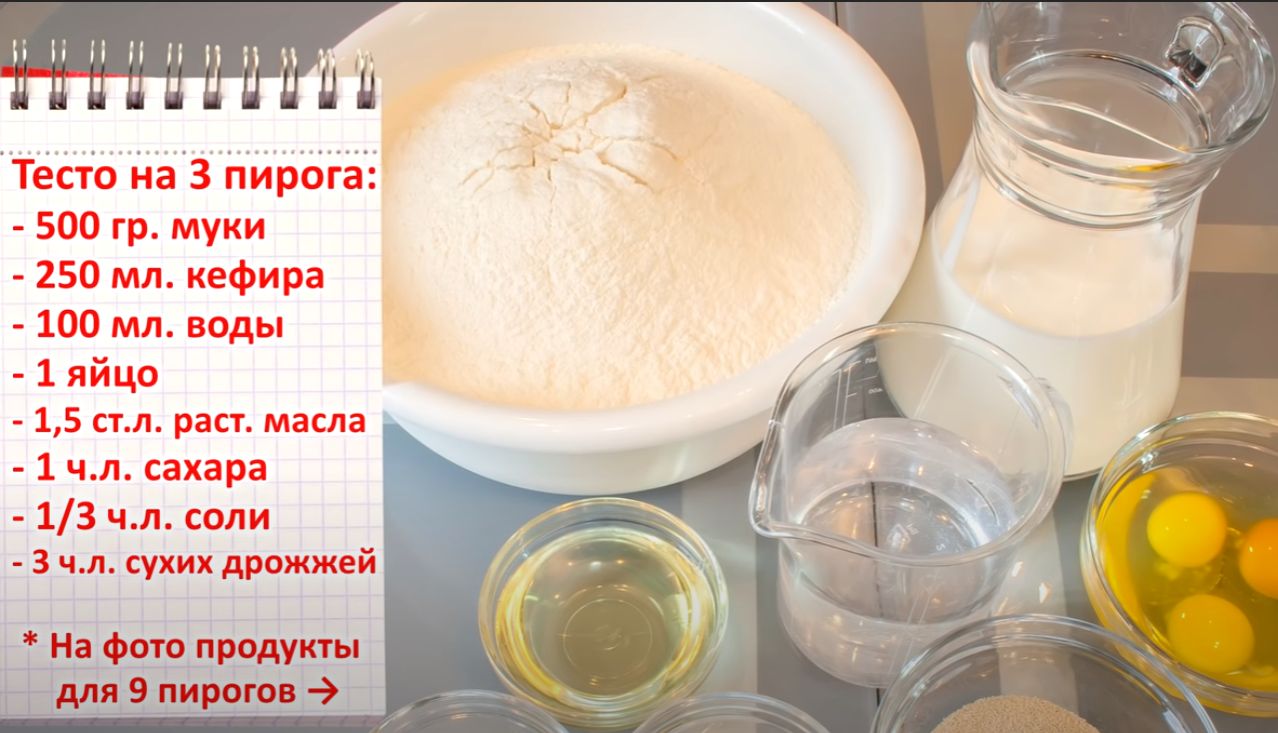 Тесто на 3 пирога:
- 500 гр. муки
- 250 мл. кефира
- 100 мл. воды
- 1 яйцо
- 1,5 ст.л. раст. масла
- 1 ч.л. сахара
- 1/3 ч.л. соли
- 3 ч.л. сухих дрожжей
* На фото продукты
для 9 пирогов →